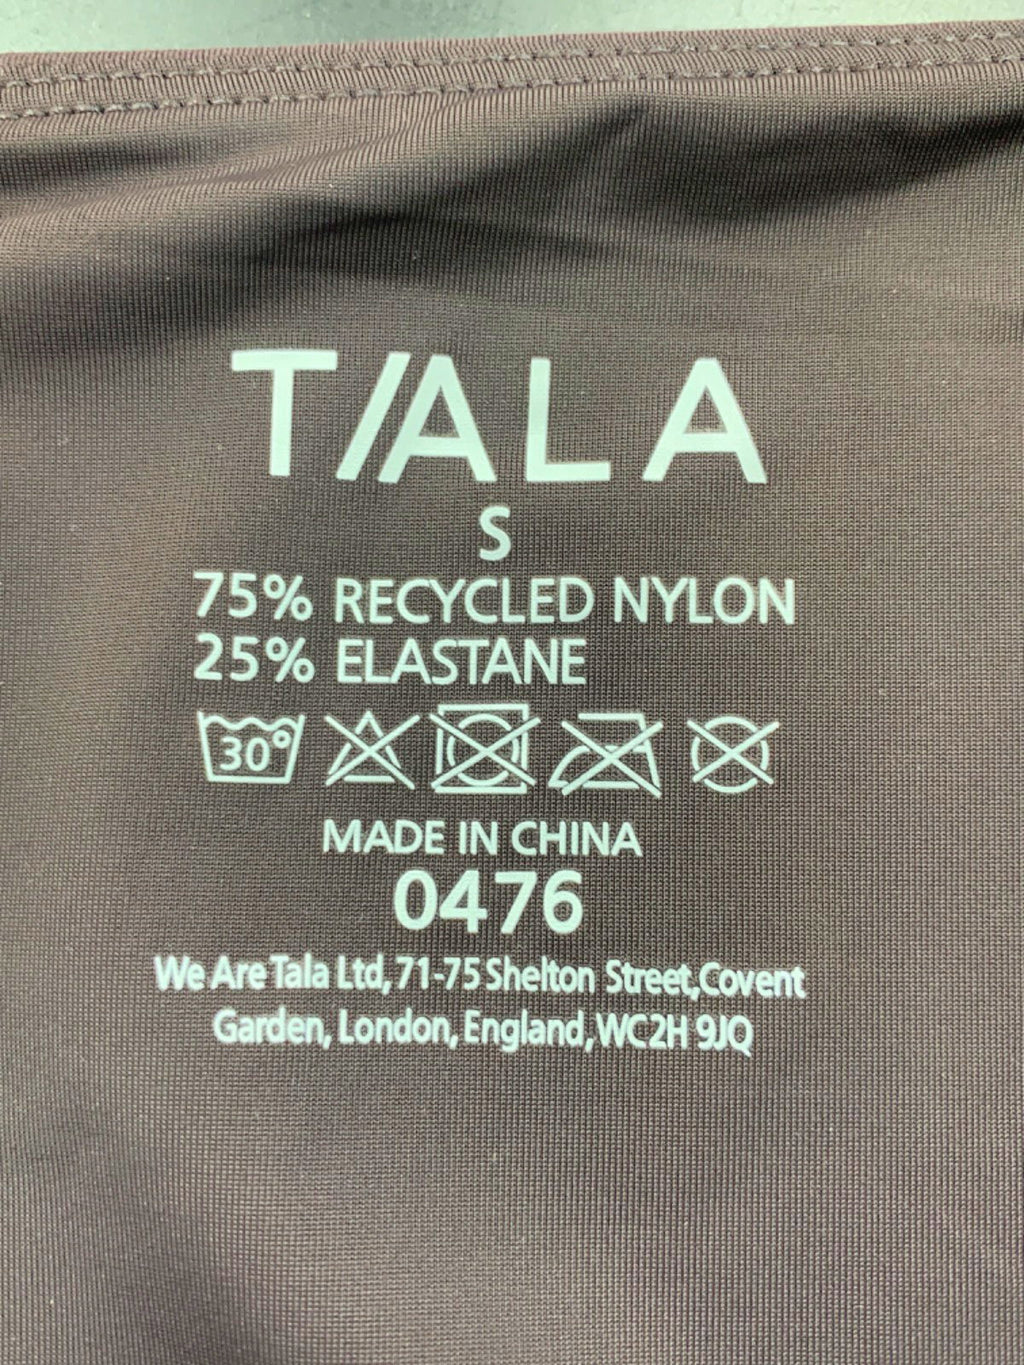 T/ALA
S
75% RECYCLED NYLON
25% ELASTANE
30°
MADE IN CHINA
0476
We Are Tala Ltd,71-75 Shelton Street,Covent
Garden, London, England,WC2H 9JQ